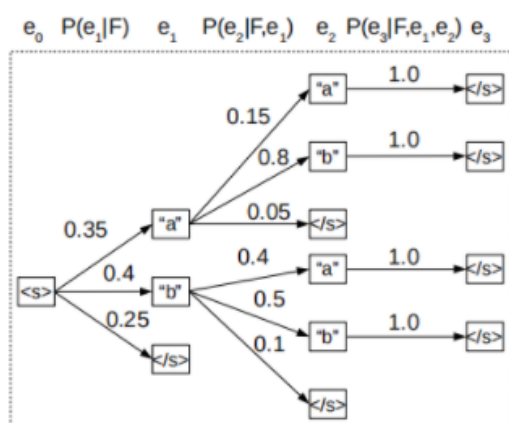 e0 P(e1|F) e1 P(e2|F,e1) e2 P(e3|F,e1,e2) e3
"a" 1.0 </s>
0.15
"b" 1.0 </s>
0.8
"a" 0.05 </s>
0.35
<s> 0.4 "b" 0.4 "a" 1.0 </s>
0.5
0.25 "b" 1.0 </s>
0.1
</s>
</s>